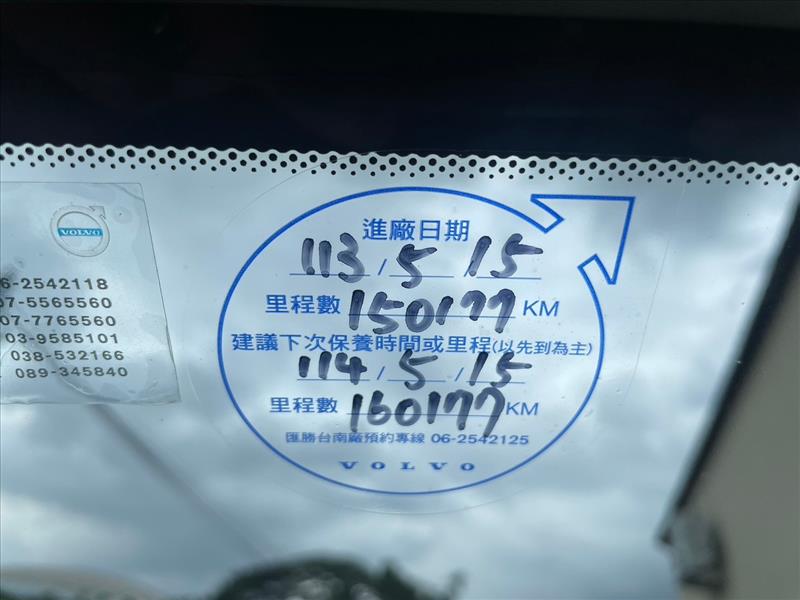 VOLVO
6-2542118
07-5565560
07-7765560
03-9585101
038-532166
089-345840
進廠日期
113/5/15
里程數 150177 KM
建議下次保養時間或里程(以先到為主)
114/5/15
里程數 160177 KM
匯勝台南廠預約專線 06-2542125
VOLVO